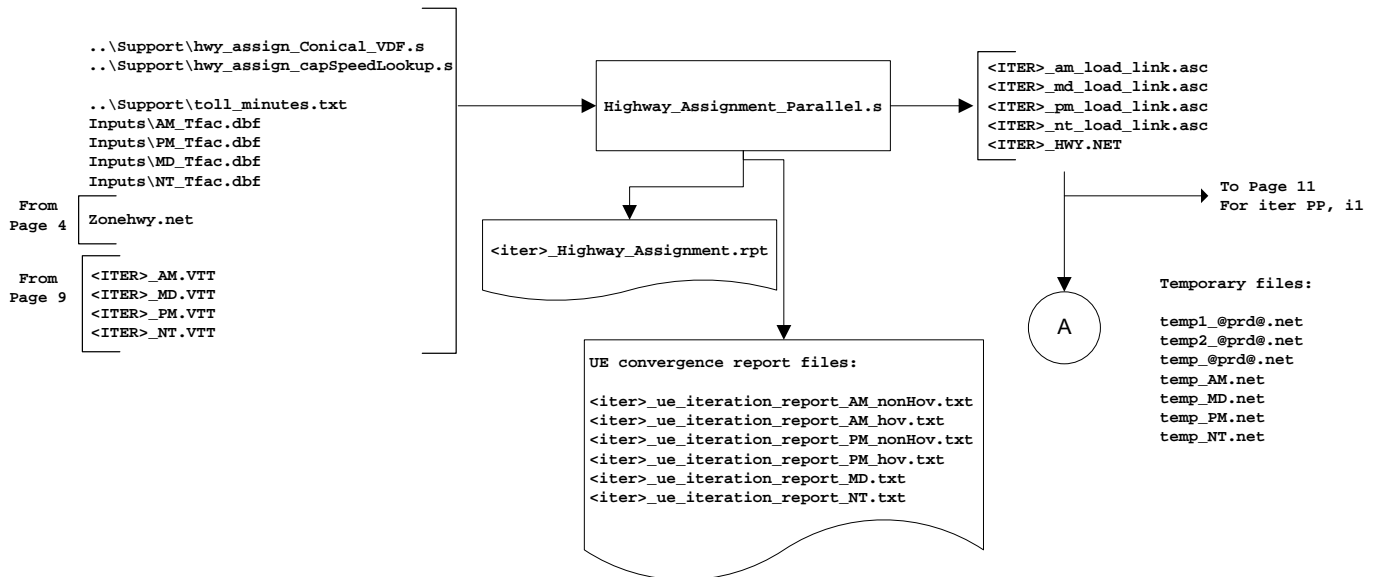 ..\Support\hwy_assign_Conical_VDF.s
..\Support\hwy_assign_capSpeedLookup.s
..\Support\toll_minutes.txt
Inputs\AM_Tfac.dbf
Inputs\PM_Tfac.dbf
Inputs\MD_Tfac.dbf
Inputs\NT_Tfac.dbf
From
Page 4
Zonehwy.net
From
Page 9
<ITER>_AM.VTT
<ITER>_MD.VTT
<ITER>_PM.VTT
<ITER>_NT.VTT
Highway_Assignment_Parallel.s
<iter>_Highway_Assignment.rpt
UE convergence report files:
<iter>_ue_iteration_report_AM_nonHov.txt
<iter>_ue_iteration_report_AM_hov.txt
<iter>_ue_iteration_report_PM_nonHov.txt
<iter>_ue_iteration_report_PM_hov.txt
<iter>_ue_iteration_report_MD.txt
<iter>_ue_iteration_report_NT.txt
<ITER>_am_load_link.asc
<ITER>_md_load_link.asc
<ITER>_pm_load_link.asc
<ITER>_nt_load_link.asc
<ITER>_HWY.NET
To Page 11
For iter PP, i1
A
Temporary files:
temp1_@prd@.net
temp2_@prd@.net
temp_@prd@.net
temp_AM.net
temp_MD.net
temp_PM.net
temp_NT.net